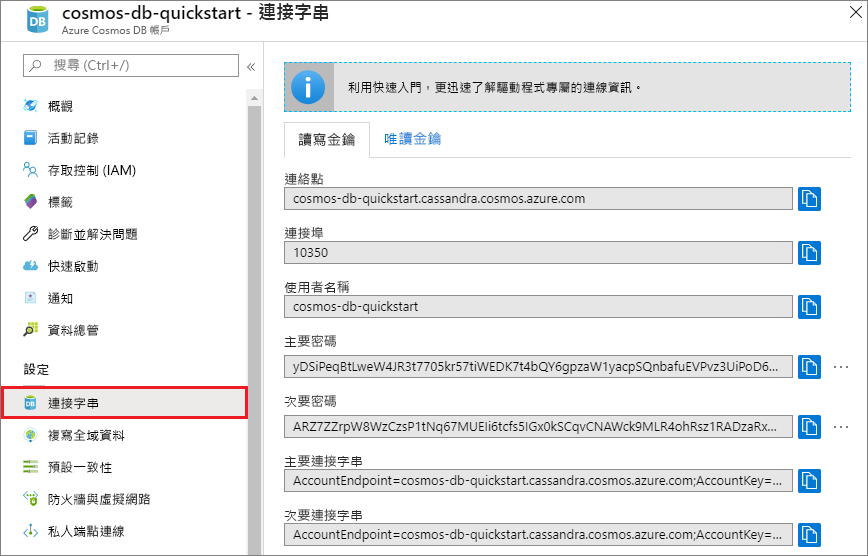 cosmos-db-quickstart - 連接字串
Azure Cosmos DB 帳戶
搜尋 (Ctrl+/)
概觀
活動記錄
存取控制 (IAM)
標籤
診斷並解決問題
快速啟動
通知
資料總管
設定
連接字串
複寫全域資料
預設一致性
防火牆與虛擬網路
私人端點連線
利用快速入門，更迅速了解驅動程式專屬的連線資訊。
讀寫金鑰
唯讀金鑰
連絡點
cosmos-db-quickstart.cassandra.cosmos.azure.com
連接埠
10350
使用者名稱
cosmos-db-quickstart
主要密碼
yDSiPeqBtLweW4JR3t7705kr57tiWEDK7t4bQY6gpzaW1yacpSQnbafuEVPvz3UiPoD6...
次要密碼
ARZ7ZZrpW8WzCzsP1tNq67MUEIi6tcfs5IGx0kSCqvCNAWck9MLR4ohRsz1RADzaRx...
主要連接字串
AccountEndpoint=cosmos-db-quickstart.cassandra.cosmos.azure.com;AccountKey=...
次要連接字串
AccountEndpoint=cosmos-db-quickstart.cassandra.cosmos.azure.com;AccountKey=...